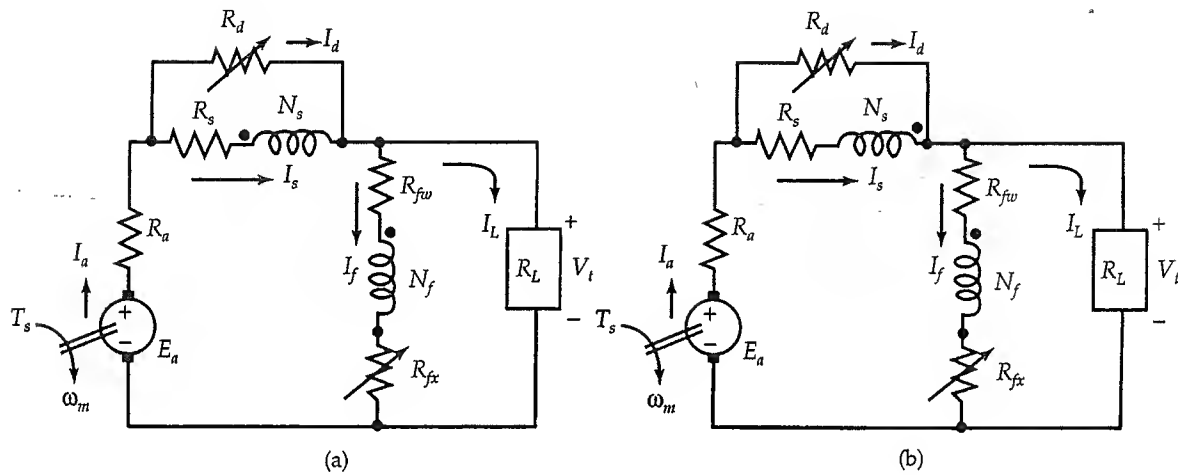 R_d
I_d
R_s
N_s
I_s
R_fw
I_L
R_a
I_a
I_f
N_f
R_L
+
V_t
−
T_s
+
−
E_a
ω_m
R_fx
(a)
R_d
I_d
R_s
N_s
I_s
R_fw
I_L
R_a
I_a
I_f
N_f
R_L
+
V_t
−
T_s
+
−
E_a
ω_m
R_fx
(b)